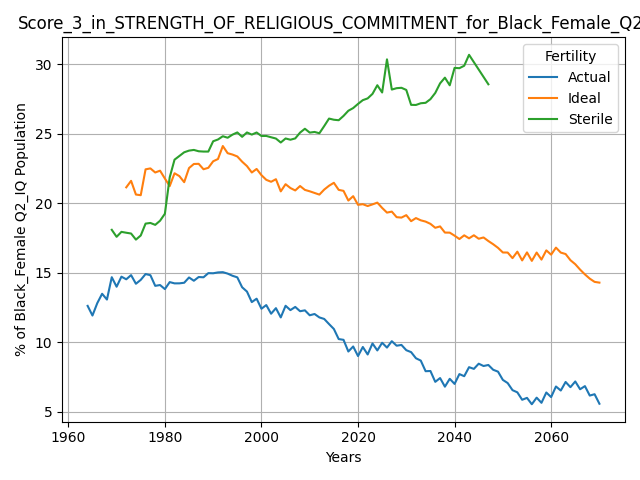 Score_3_in_STRENGTH_OF_RELIGIOUS_COMMITMENT_for_Black_Female_Q2
% of Black_Female Q2_IQ Population
30
25
20
15
10
5
Fertility
Actual
Ideal
Sterile
1960 1980 2000 2020 2040 2060
Years